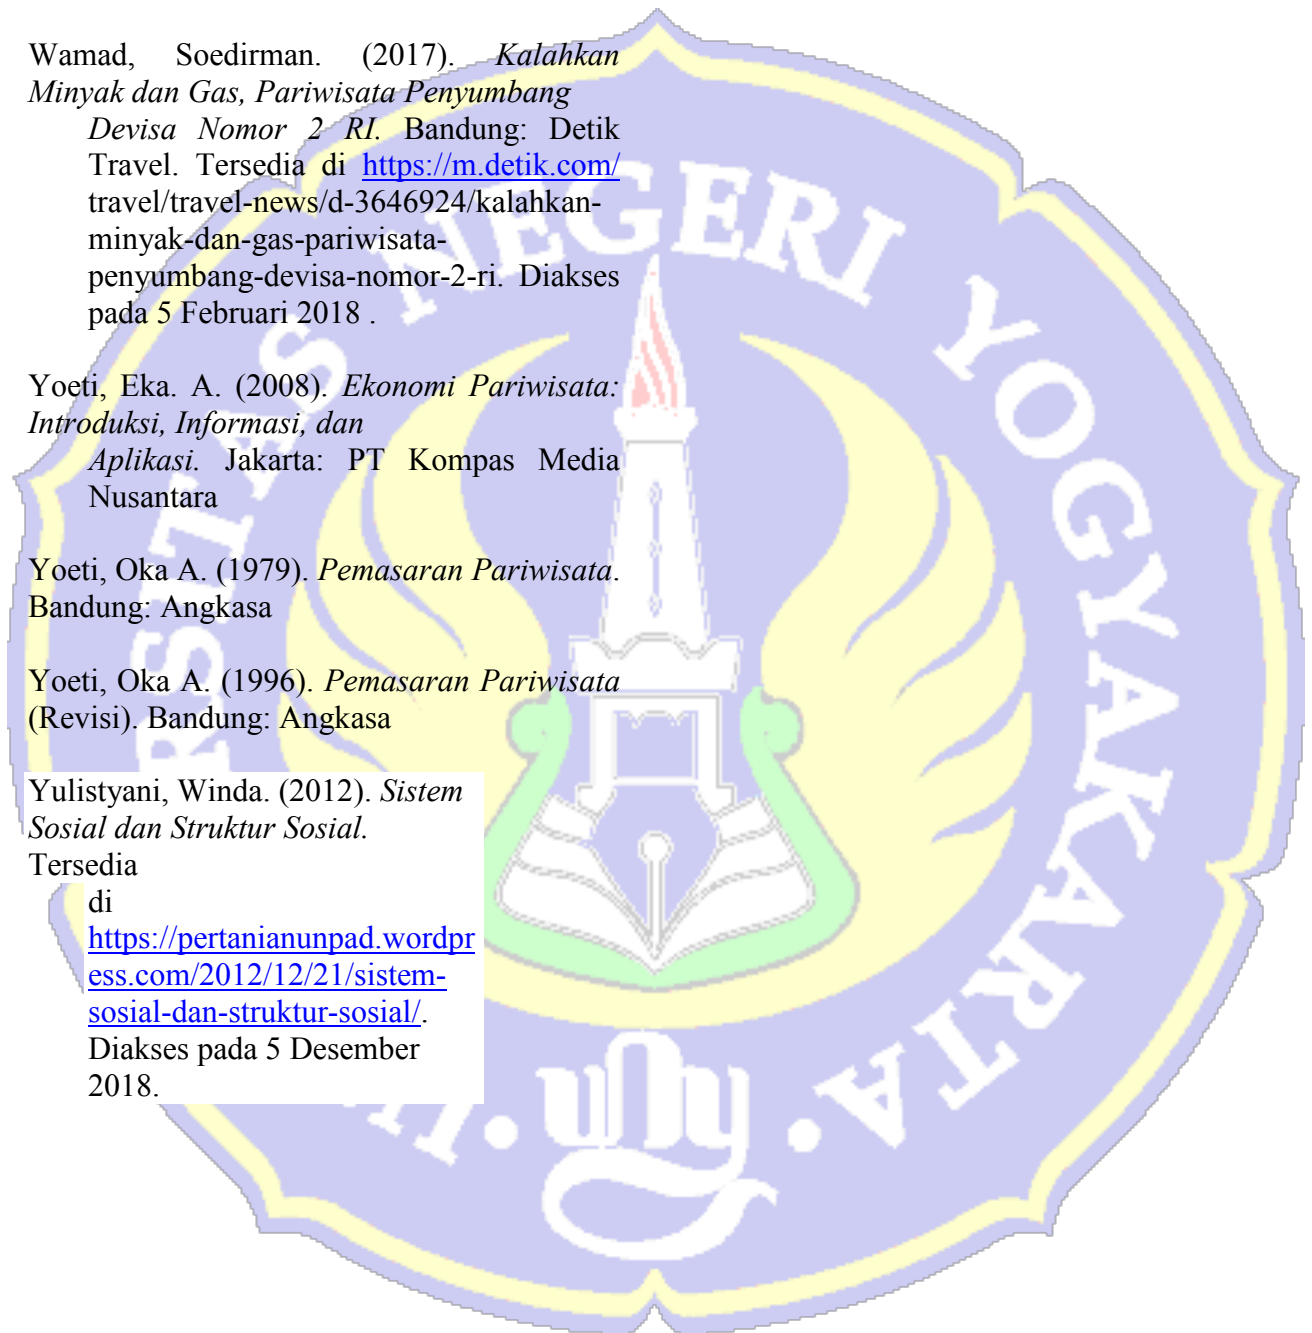 Wamad, Soedirman. (2017). Kalahkan
Minyak dan Gas, Pariwisata Penyumbang
Devisa Nomor 2 RI. Bandung: Detik
Travel. Tersedia di https://m.detik.com/
travel/travel-news/d-3646924/kalahkan-
minyak-dan-gas-pariwisata-
penyumbang-devisa-nomor-2-ri. Diakses
pada 5 Februari 2018 .
Yoeti, Eka. A. (2008). Ekonomi Pariwisata:
Introduksi, Informasi, dan
Aplikasi. Jakarta: PT Kompas Media
Nusantara
Yoeti, Oka A. (1979). Pemasaran Pariwisata.
Bandung: Angkasa
Yoeti, Oka A. (1996). Pemasaran Pariwisata
(Revisi). Bandung: Angkasa
Yulistyani, Winda. (2012). Sistem
Sosial dan Struktur Sosial.
Tersedia
di
https://pertanianunpad.wordpr
ess.com/2012/12/21/sistem-
sosial-dan-struktur-sosial/.
Diakses pada 5 Desember
2018.
NEGERI YOGYAKARTA
uny